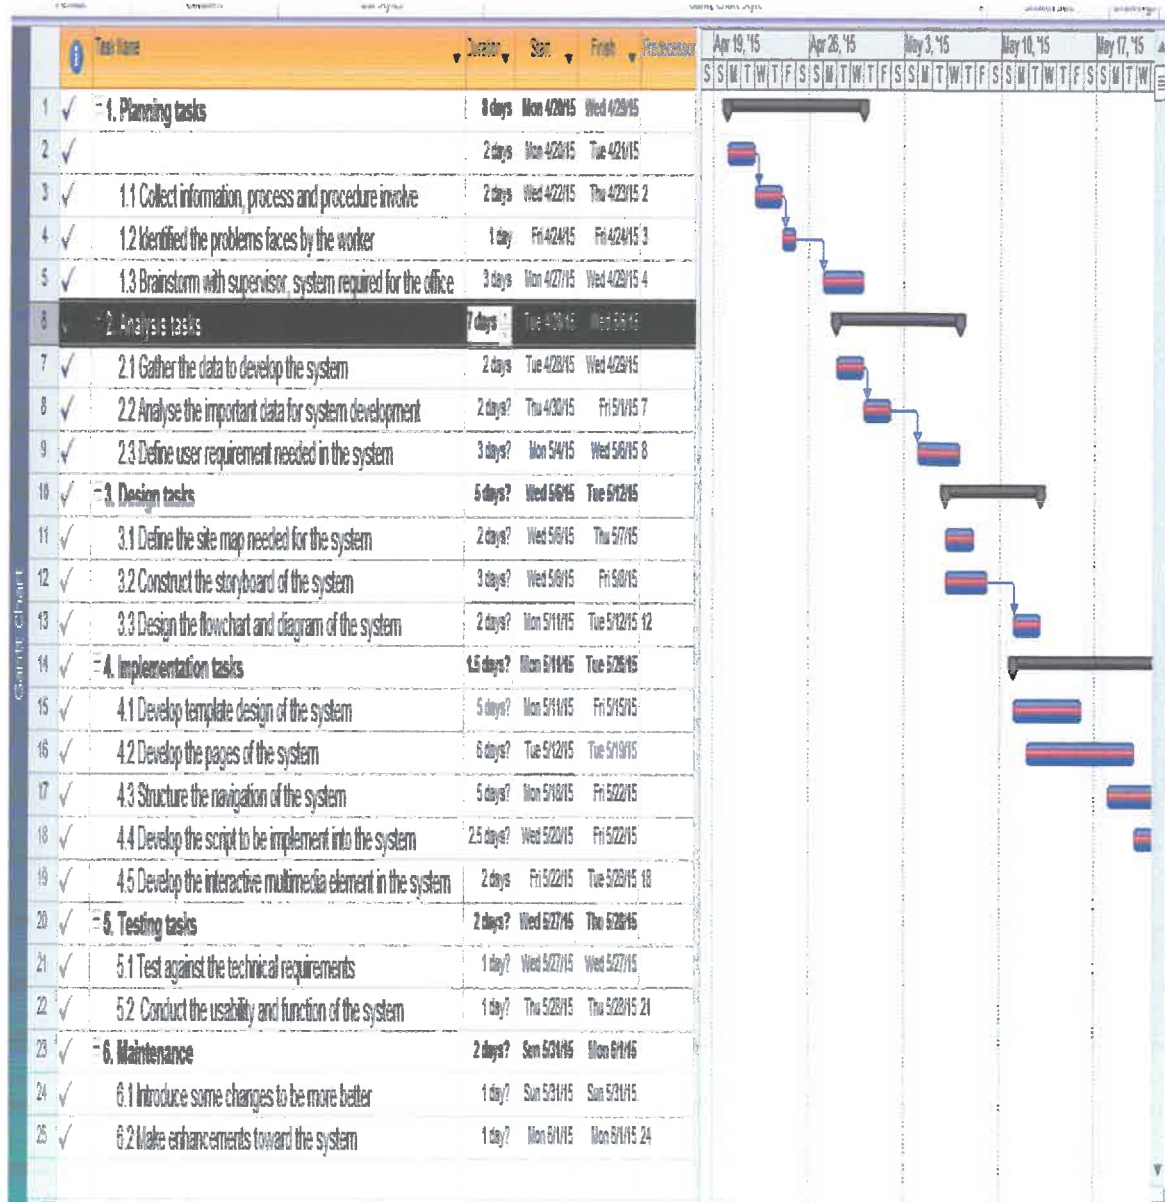 Task Name Duration Start Finish Predecessor Apr 19, '15 Apr 26, '15 May 3, '15 May 10, '15 May 17, '15
S S M T W T F S S M T W T F S S M T W T F S S M T W T F S S M T W
1 1. Planning tasks 8 days Mon 4/20/15 Wed 4/29/15
2 2 days Mon 4/20/15 Tue 4/21/15
3 1.1 Collect information, process and procedure involve 2 days Wed 4/22/15 Thu 4/23/15 2
4 1.2 Identified the problems faces by the worker 1 day Fri 4/24/15 Fri 4/24/15 3
5 1.3 Brainstorm with supervisor, system required for the office 3 days Mon 4/27/15 Wed 4/29/15 4
6 2. Analysis tasks 7 days Tue 4/28/15 Wed 5/6/15
7 2.1 Gather the data to develop the system 2 days Tue 4/28/15 Wed 4/29/15
8 2.2 Analyse the important data for system development 2 days? Thu 4/30/15 Fri 5/1/15 7
9 2.3 Define user requirement needed in the system 3 days? Mon 5/4/15 Wed 5/6/15 8
10 3. Design tasks 5 days? Wed 5/6/15 Tue 5/12/15
11 3.1 Define the site map needed for the system 2 days? Wed 5/6/15 Thu 5/7/15
12 3.2 Construct the storyboard of the system 3 days? Wed 5/6/15 Fri 5/8/15
13 3.3 Design the flowchart and diagram of the system 2 days? Mon 5/11/15 Tue 5/12/15 12
14 4. Implementation tasks 1.5 days? Mon 5/11/15 Tue 5/26/15
15 4.1 Develop template design of the system 5 days? Mon 5/11/15 Fri 5/15/15
16 4.2 Develop the pages of the system 6 days? Tue 5/12/15 Tue 5/19/15
17 4.3 Structure the navigation of the system 5 days? Mon 5/18/15 Fri 5/22/15
18 4.4 Develop the script to be implement into the system 2.5 days? Wed 5/20/15 Fri 5/22/15
19 4.5 Develop the interactive multimedia element in the system 2 days Fri 5/22/15 Tue 5/26/15 18
20 5. Testing tasks 2 days? Wed 5/27/15 Thu 5/28/15
21 5.1 Test against the technical requirements 1 day? Wed 5/27/15 Wed 5/27/15
22 5.2 Conduct the usability and function of the system 1 day? Thu 5/28/15 Thu 5/28/15 21
23 6. Maintenance 2 days? Sun 5/31/15 Mon 6/1/15
24 6.1 Introduce some changes to be more better 1 day? Sun 5/31/15 Sun 5/31/15
25 6.2 Make enhancements toward the system 1 day? Mon 6/1/15 Mon 6/1/15 24
Gantt Chart